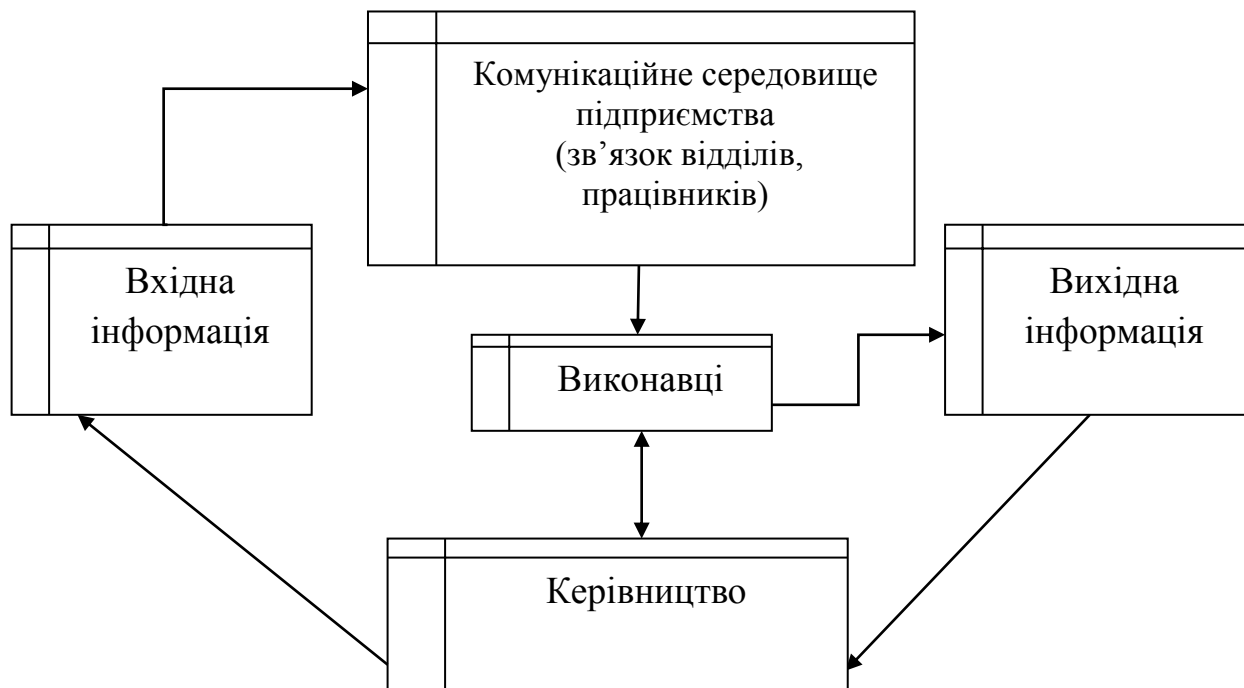 Комунікаційне середовище
підприємства
(зв’язок відділів,
працівників)
Вхідна
інформація
Вихідна
інформація
Виконавці
Керівництво